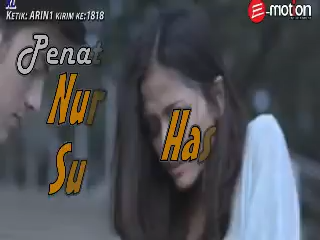 KETIK: ARIN1 KIRIM KE:1818
e-motion
Penat
Nur Has
Su